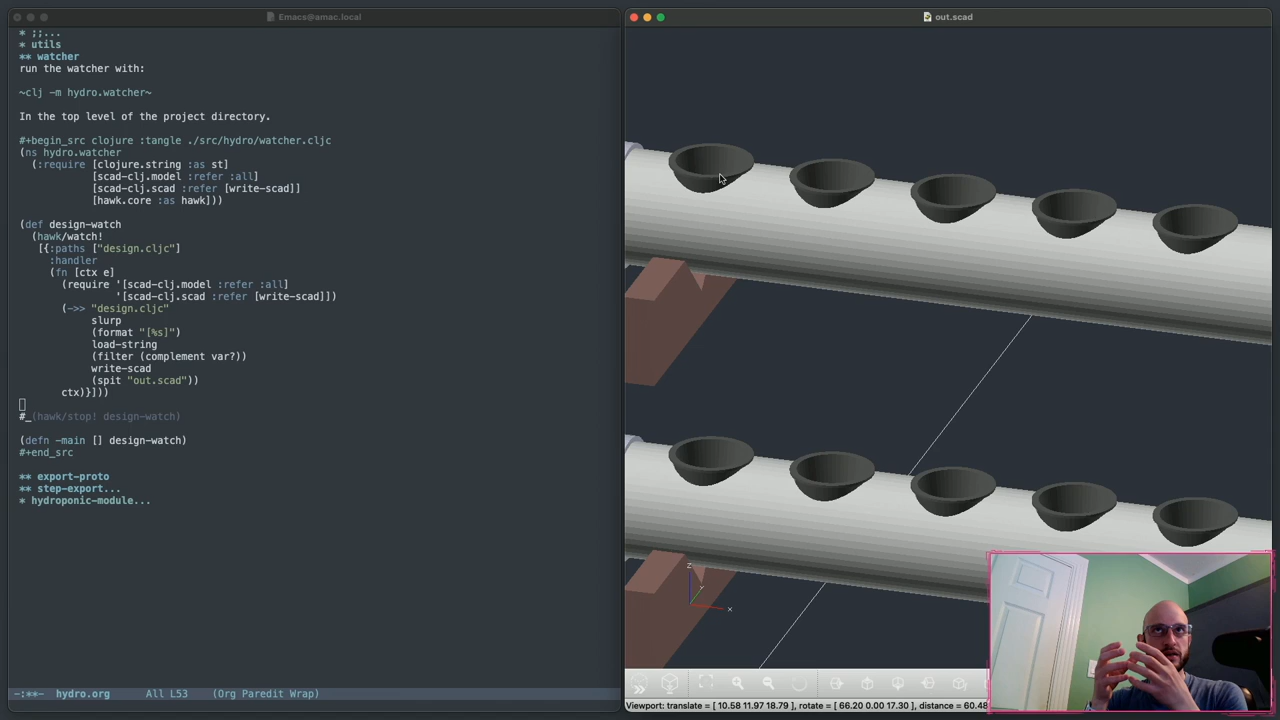 Emacs@amac.local
* ;;...
* utils
** watcher
run the watcher with:
~clj -m hydro.watcher~
In the top level of the project directory.
#+begin_src clojure :tangle ./src/hydro/watcher.cljc
(ns hydro.watcher
(:require [clojure.string :as st]
[scad-clj.model :refer :all]
[scad-clj.scad :refer [write-scad]]
[hawk.core :as hawk]))
(def design-watch
(hawk/watch!
[{:paths ["design.cljc"]
:handler
(fn [ctx e]
(require '[scad-clj.model :refer :all]
'[scad-clj.scad :refer [write-scad]])
(->> "design.cljc"
slurp
(format "[%s]")
load-string
(filter (complement var?))
write-scad
(spit "out.scad"))
ctx)}]))
#_(hawk/stop! design-watch)
(defn -main [] design-watch)
#+end_src
** export-proto
** step-export...
* hydroponic-module...
-:**- hydro.org All L53 (Org Paredit Wrap)
out.scad
Z
Y
X
Viewport: translate = [ 10.58 11.97 18.79 ], rotate = [ 66.20 0.00 17.30 ], distance = 60.48